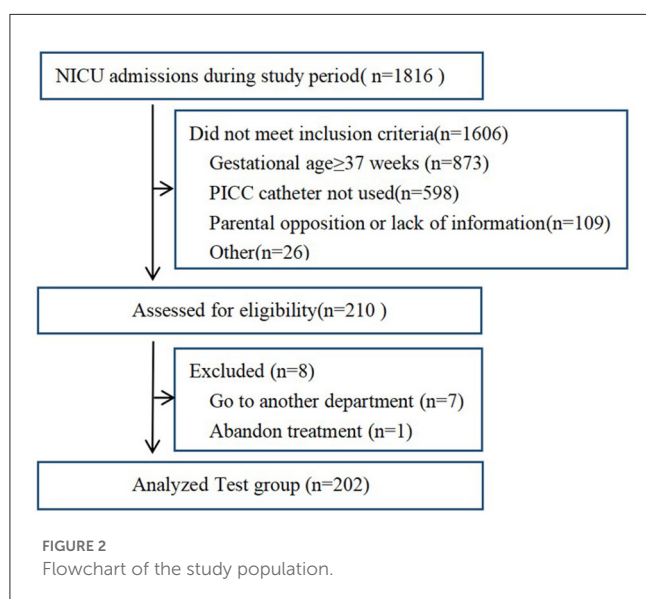 NICU admissions during study period( n=1816 )
Did not meet inclusion criteria(n=1606)
Gestational age≥37 weeks (n=873)
PICC catheter not used(n=598)
Parental opposition or lack of information(n=109)
Other(n=26)
Assessed for eligibility(n=210 )
Excluded (n=8)
Go to another department (n=7)
Abandon treatment (n=1)
Analyzed Test group (n=202)
FIGURE 2
Flowchart of the study population.